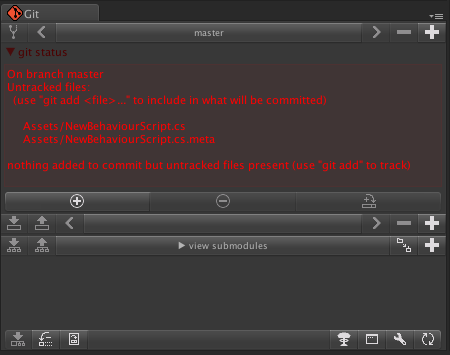 Git
master
git status
On branch master
Untracked files:
(use "git add <file>..." to include in what will be committed)
Assets/NewBehaviourScript.cs
Assets/NewBehaviourScript.cs.meta
nothing added to commit but untracked files present (use "git add" to track)
view submodules